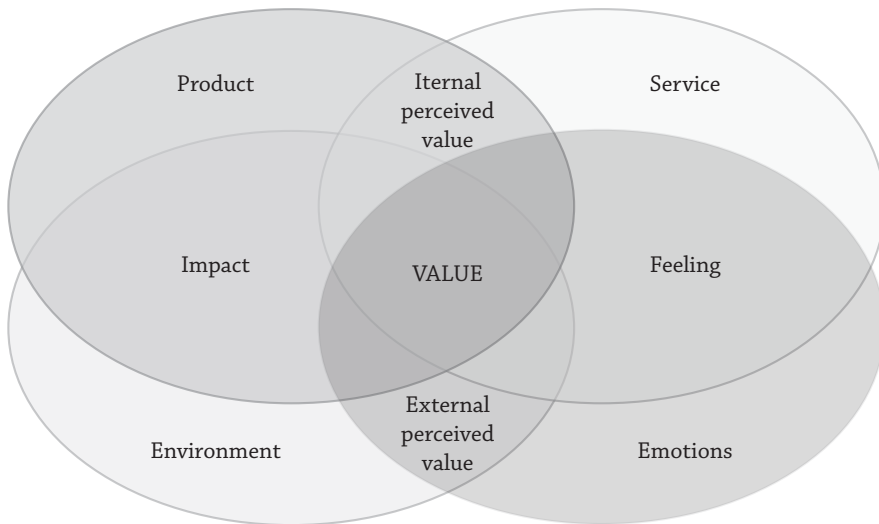 Product
Iternal
perceived
value
Service
Impact
VALUE
Feeling
Environment
External
perceived
value
Emotions